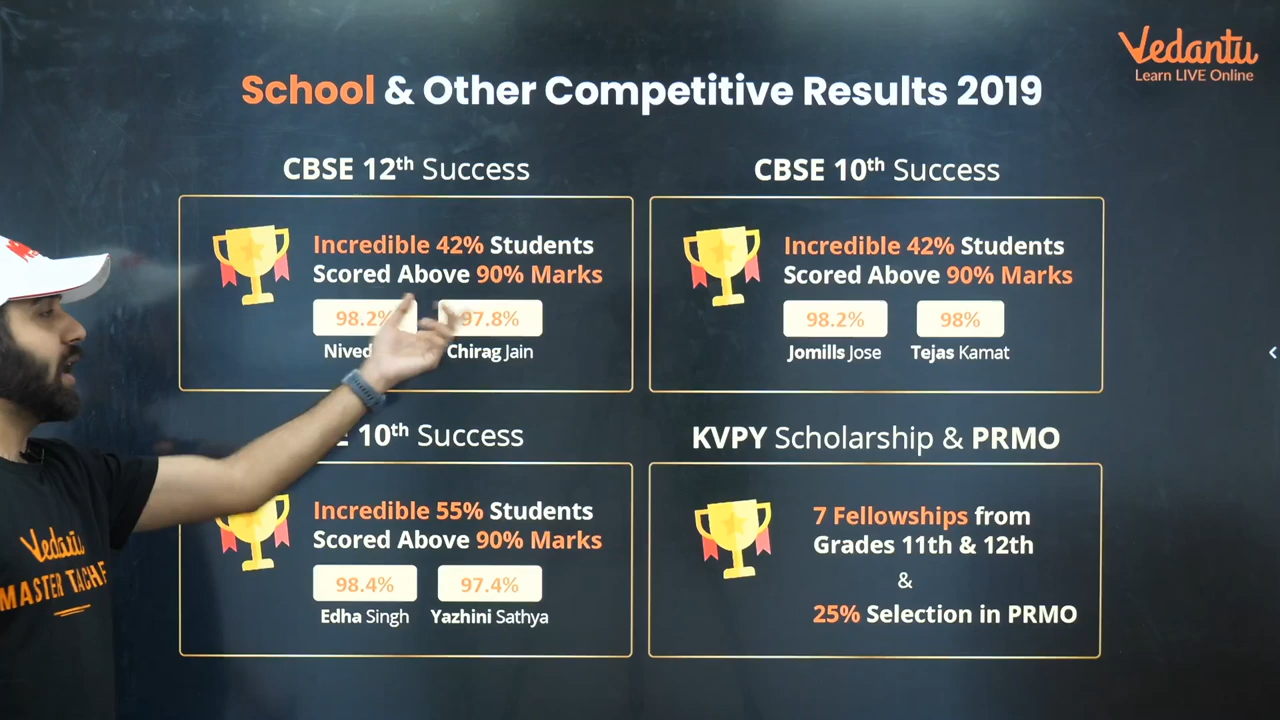 Vedantu
Learn LIVE Online
School & Other Competitive Results 2019
CBSE 12th Success
Incredible 42% Students
Scored Above 90% Marks
98.2% 97.8%
Chirag Jain
CBSE 10th Success
Incredible 42% Students
Scored Above 90% Marks
98.2% 98%
Jomills Jose Tejas Kamat
10th Success
Incredible 55% Students
Scored Above 90% Marks
98.4% 97.4%
Edha Singh Yazhini Sathya
KVPY Scholarship & PRMO
7 Fellowships from
Grades 11th & 12th
&
25% Selection in PRMO
Vedantu
MASTER